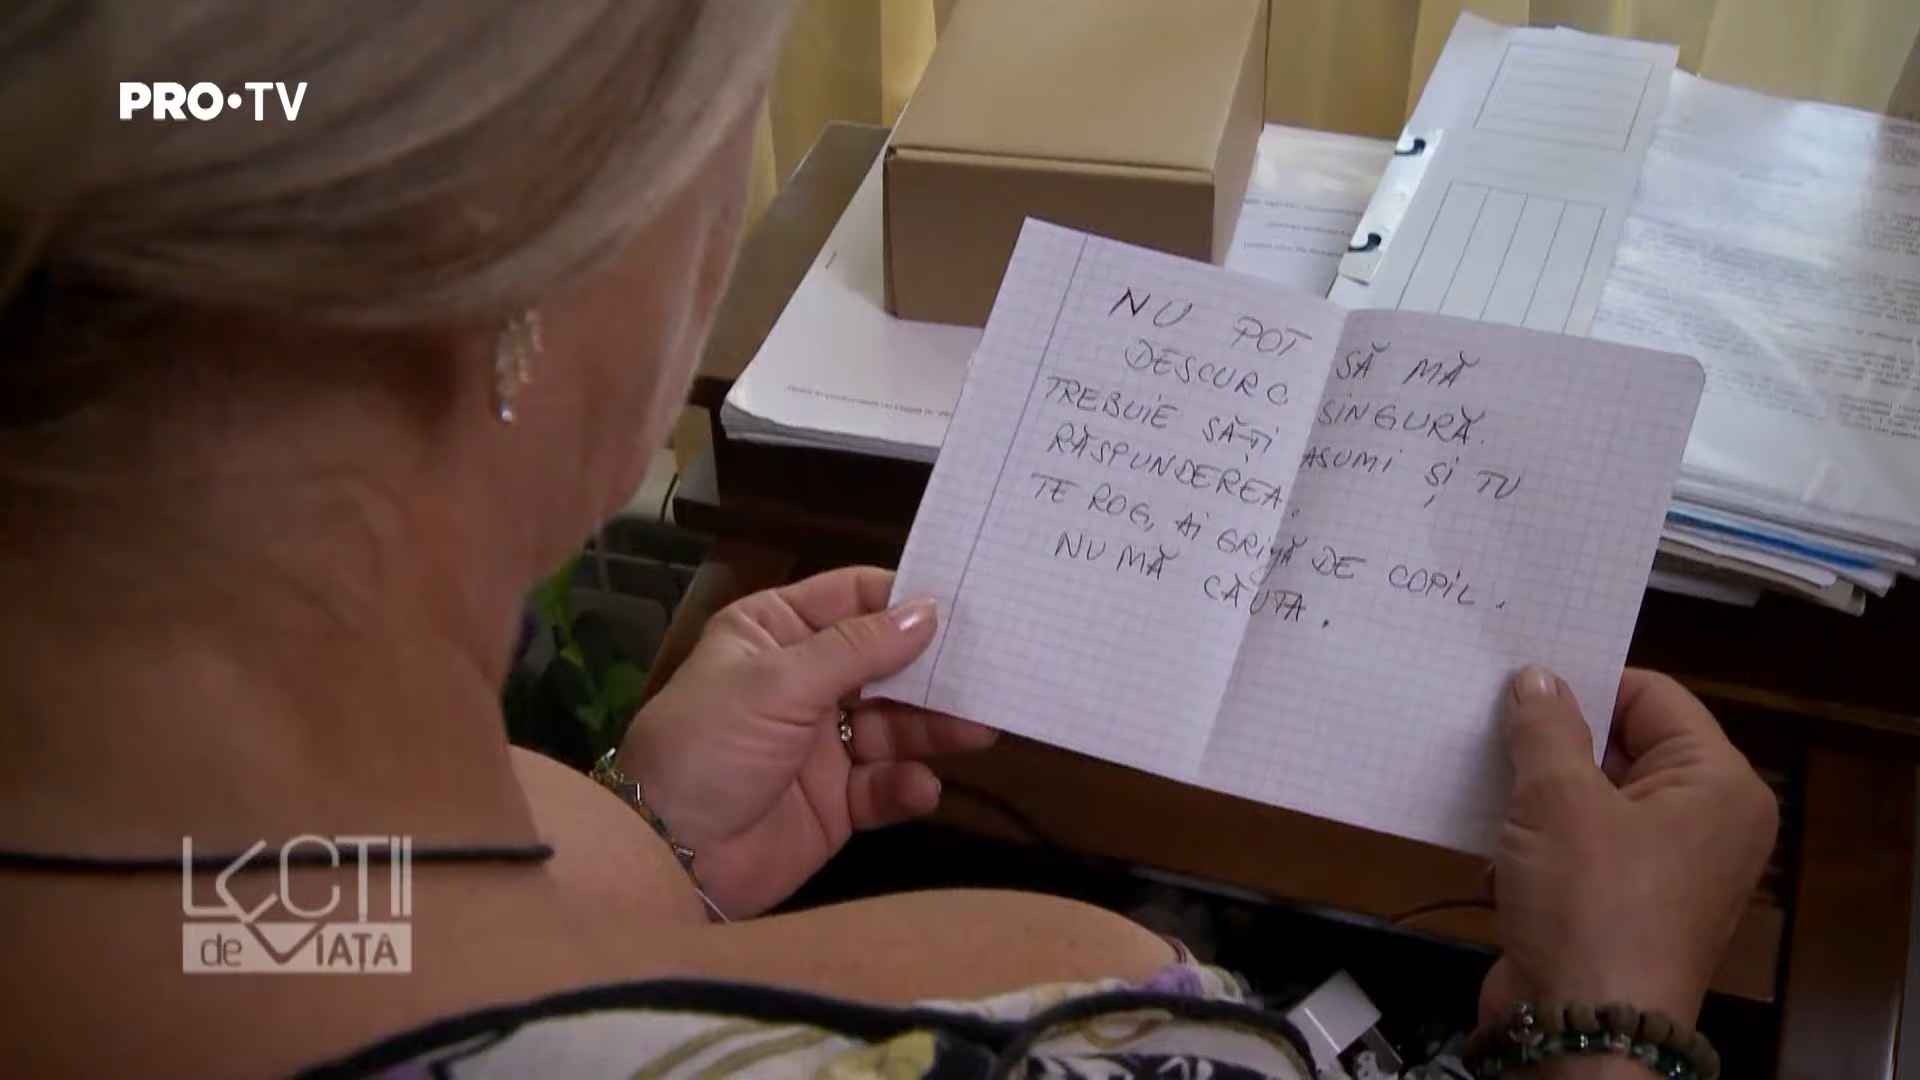 PRO•TV
NU POT SĂ MĂ
DESCURC SINGURĂ.
TREBUIE SĂ-ȚI ASUMI ȘI TU
RĂSPUNDEREA.
TE ROG, AI GRIJĂ DE COPIL.
NU MĂ CĂUTA.
LECȚII
de VIAȚĂ